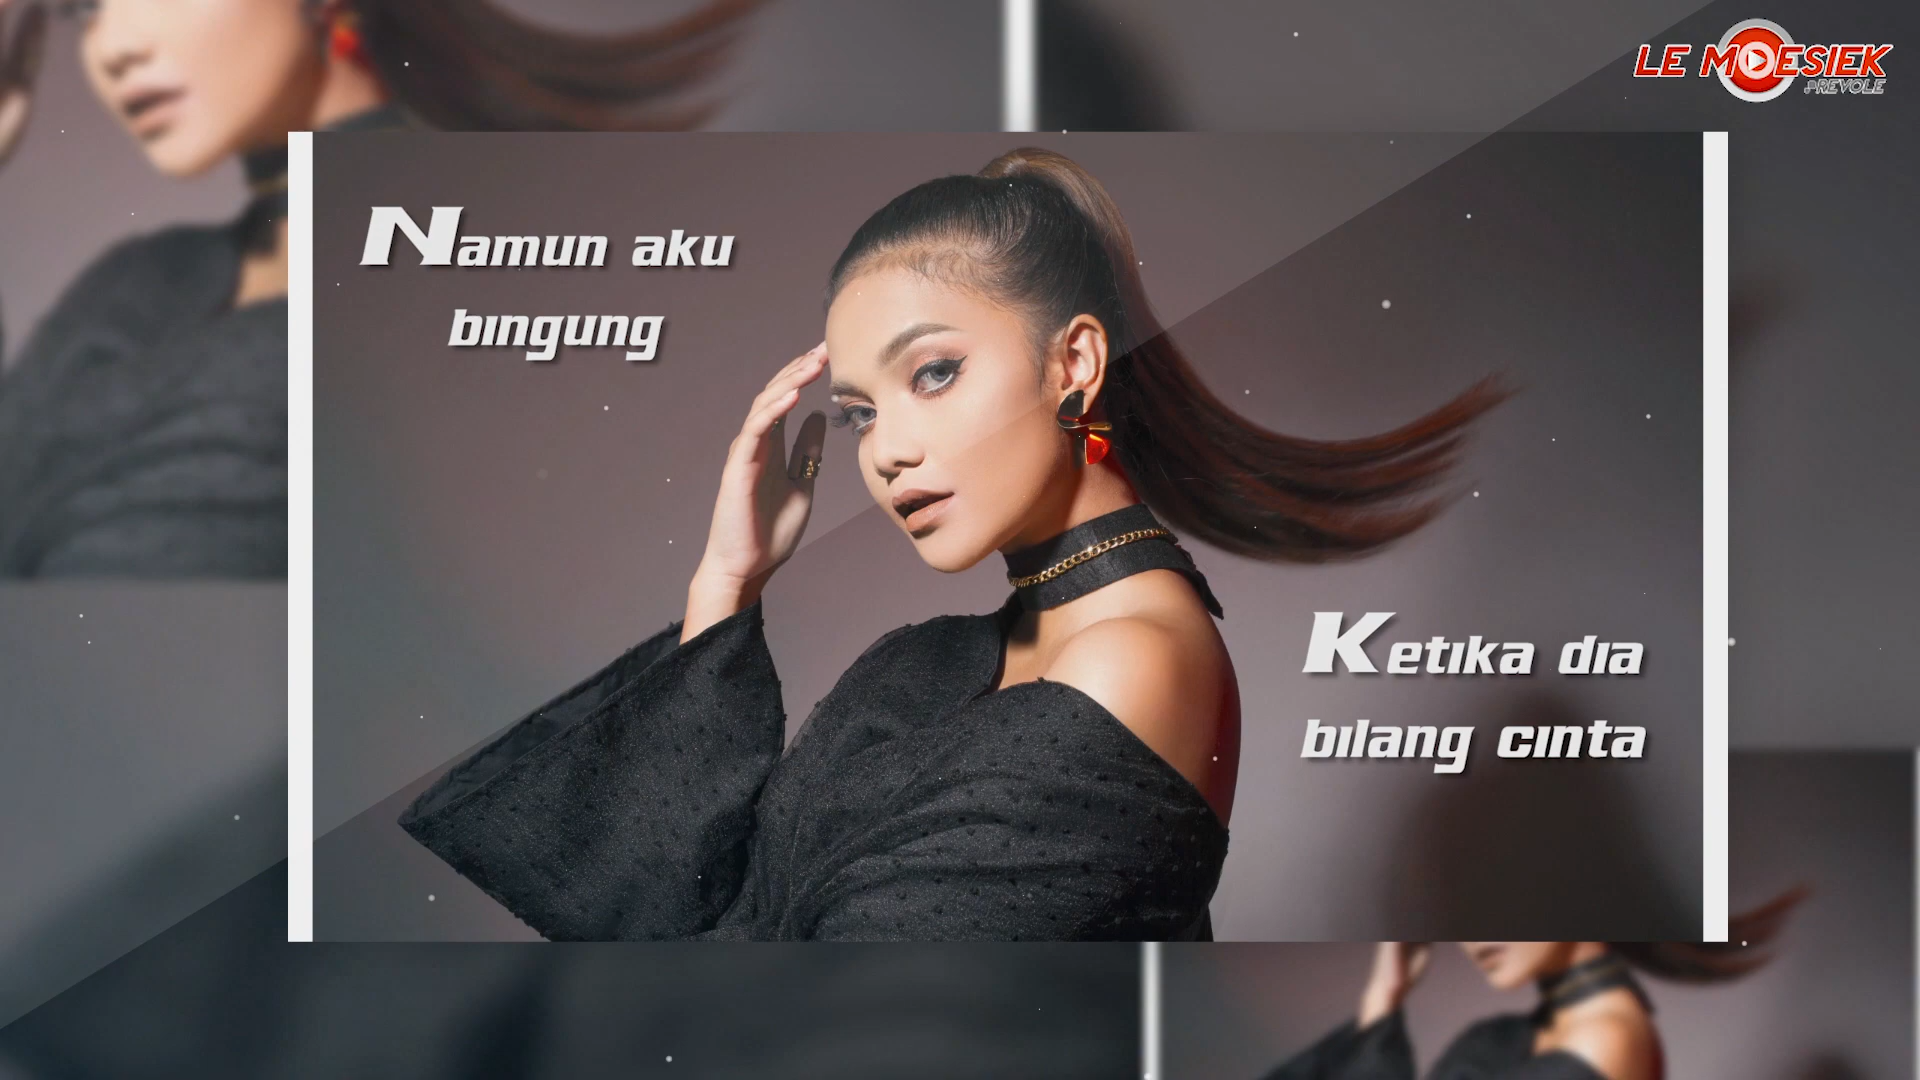 LE MOESIEK
REVOLE
Namun aku
bingung
Ketika dia
bilang cinta